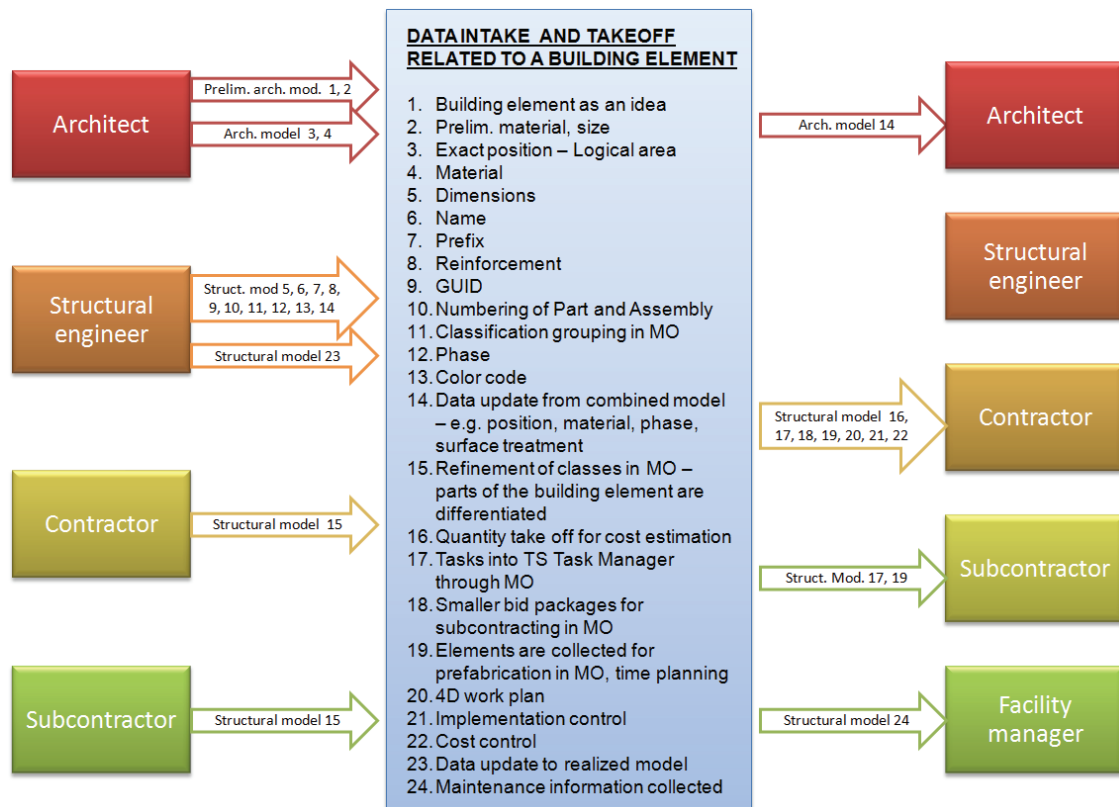 Architect
Prelim. arch. mod.  1, 2
Arch. model  3, 4
Structural
engineer
Struct. mod 5, 6, 7, 8,
9, 10, 11, 12, 13, 14
Structural model 23
Contractor
Structural model  15
Subcontractor
Structural model 15
DATA INTAKE  AND TAKEOFF
RELATED TO A BUILDING ELEMENT
1. Building element as an idea
2. Prelim. material, size
3. Exact position – Logical area
4. Material
5. Dimensions
6. Name
7. Prefix
8. Reinforcement
9. GUID
10. Numbering of Part and Assembly
11. Classification grouping in MO
12. Phase
13. Color code
14. Data update from combined model
– e.g. position, material, phase,
surface treatment
15. Refinement of classes in MO –
parts of the building element are
differentiated
16. Quantity take off for cost estimation
17. Tasks into TS Task Manager
through MO
18. Smaller bid packages for
subcontracting in MO
19. Elements are collected for
prefabrication in MO, time planning
20. 4D work plan
21. Implementation control
22. Cost control
23. Data update to realized model
24. Maintenance information collected
Arch. model 14
Architect
Structural
engineer
Structural model  16,
17, 18, 19, 20, 21, 22
Contractor
Struct. Mod. 17, 19
Subcontractor
Structural model 24
Facility
manager